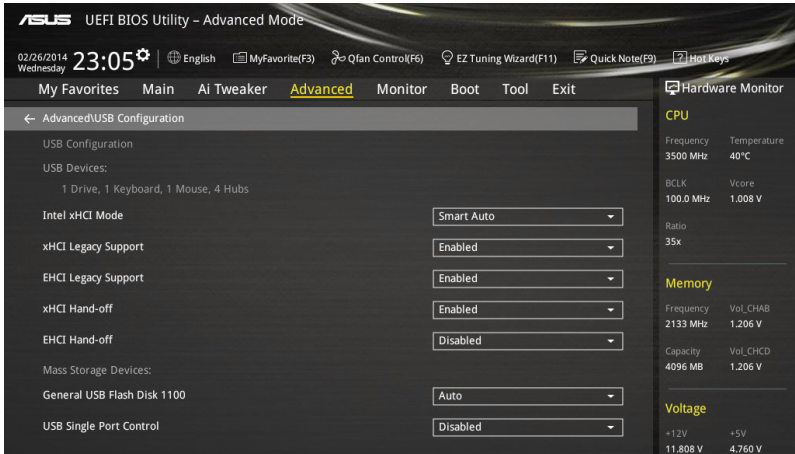 ASUS UEFI BIOS Utility – Advanced Mode
02/26/2014
Wednesday
23:05
English
MyFavorite(F3)
Qfan Control(F6)
EZ Tuning Wizard(F11)
Quick Note(F9)
? Hot Keys
My Favorites Main Ai Tweaker Advanced Monitor Boot Tool Exit
← Advanced\USB Configuration
USB Configuration
USB Devices:
1 Drive, 1 Keyboard, 1 Mouse, 4 Hubs
Intel xHCI Mode Smart Auto
xHCI Legacy Support Enabled
EHCI Legacy Support Enabled
xHCI Hand-off Enabled
EHCI Hand-off Disabled
Mass Storage Devices:
General USB Flash Disk 1100 Auto
USB Single Port Control Disabled
Hardware Monitor
CPU
Frequency Temperature
3500 MHz 40°C
BCLK Vcore
100.0 MHz 1.008 V
Ratio
35x
Memory
Frequency Vol_CHAB
2133 MHz 1.206 V
Capacity Vol_CHCD
4096 MB 1.206 V
Voltage
+12V +5V
11.808 V 4.760 V